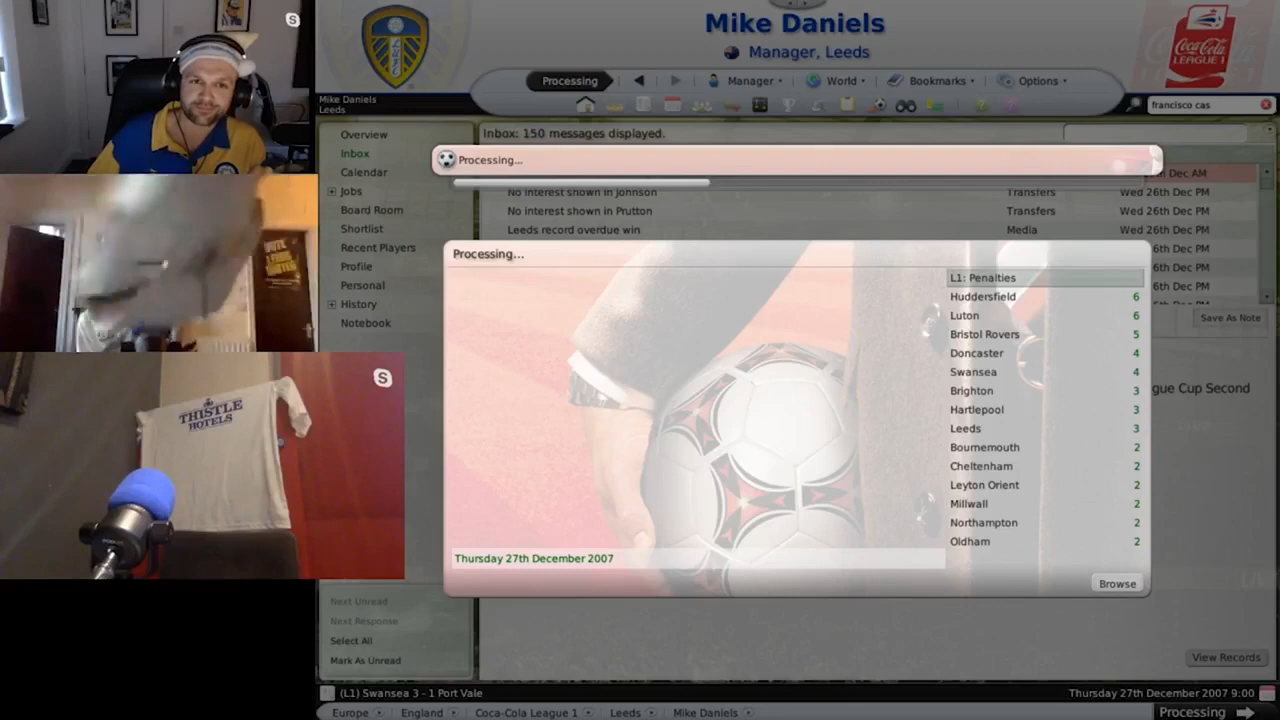 Mike Daniels
Manager, Leeds
Coca-Cola
LEAGUE 1
Processing
Manager
World
Bookmarks
Options
Mike Daniels
Leeds
francisco cas
Overview
Inbox
Calendar
Jobs
Board Room
Shortlist
Recent Players
Profile
Personal
History
Notebook
Inbox: 150 messages displayed.
Processing...
Dec AM
No interest shown in Johnson Transfers Wed 26th Dec PM
No interest shown in Prutton Transfers Wed 26th Dec PM
Leeds record overdue win Media Wed 26th Dec PM
Processing...
L1: Penalties
Huddersfield 6
Luton 6
Bristol Rovers 5
Doncaster 4
Swansea 4
Brighton 3
Hartlepool 3
Leeds 3
Bournemouth 2
Cheltenham 2
Leyton Orient 2
Millwall 2
Northampton 2
Oldham 2
Thursday 27th December 2007
Browse
Save As Note
gue Cup Second
THISTLE
HOTELS
Next Unread
Next Response
Select All
Mark As Unread
View Records
(L1) Swansea 3 - 1 Port Vale
Thursday 27th December 2007 9:00
Europe
England
Coca-Cola League 1
Leeds
Mike Daniels
Processing